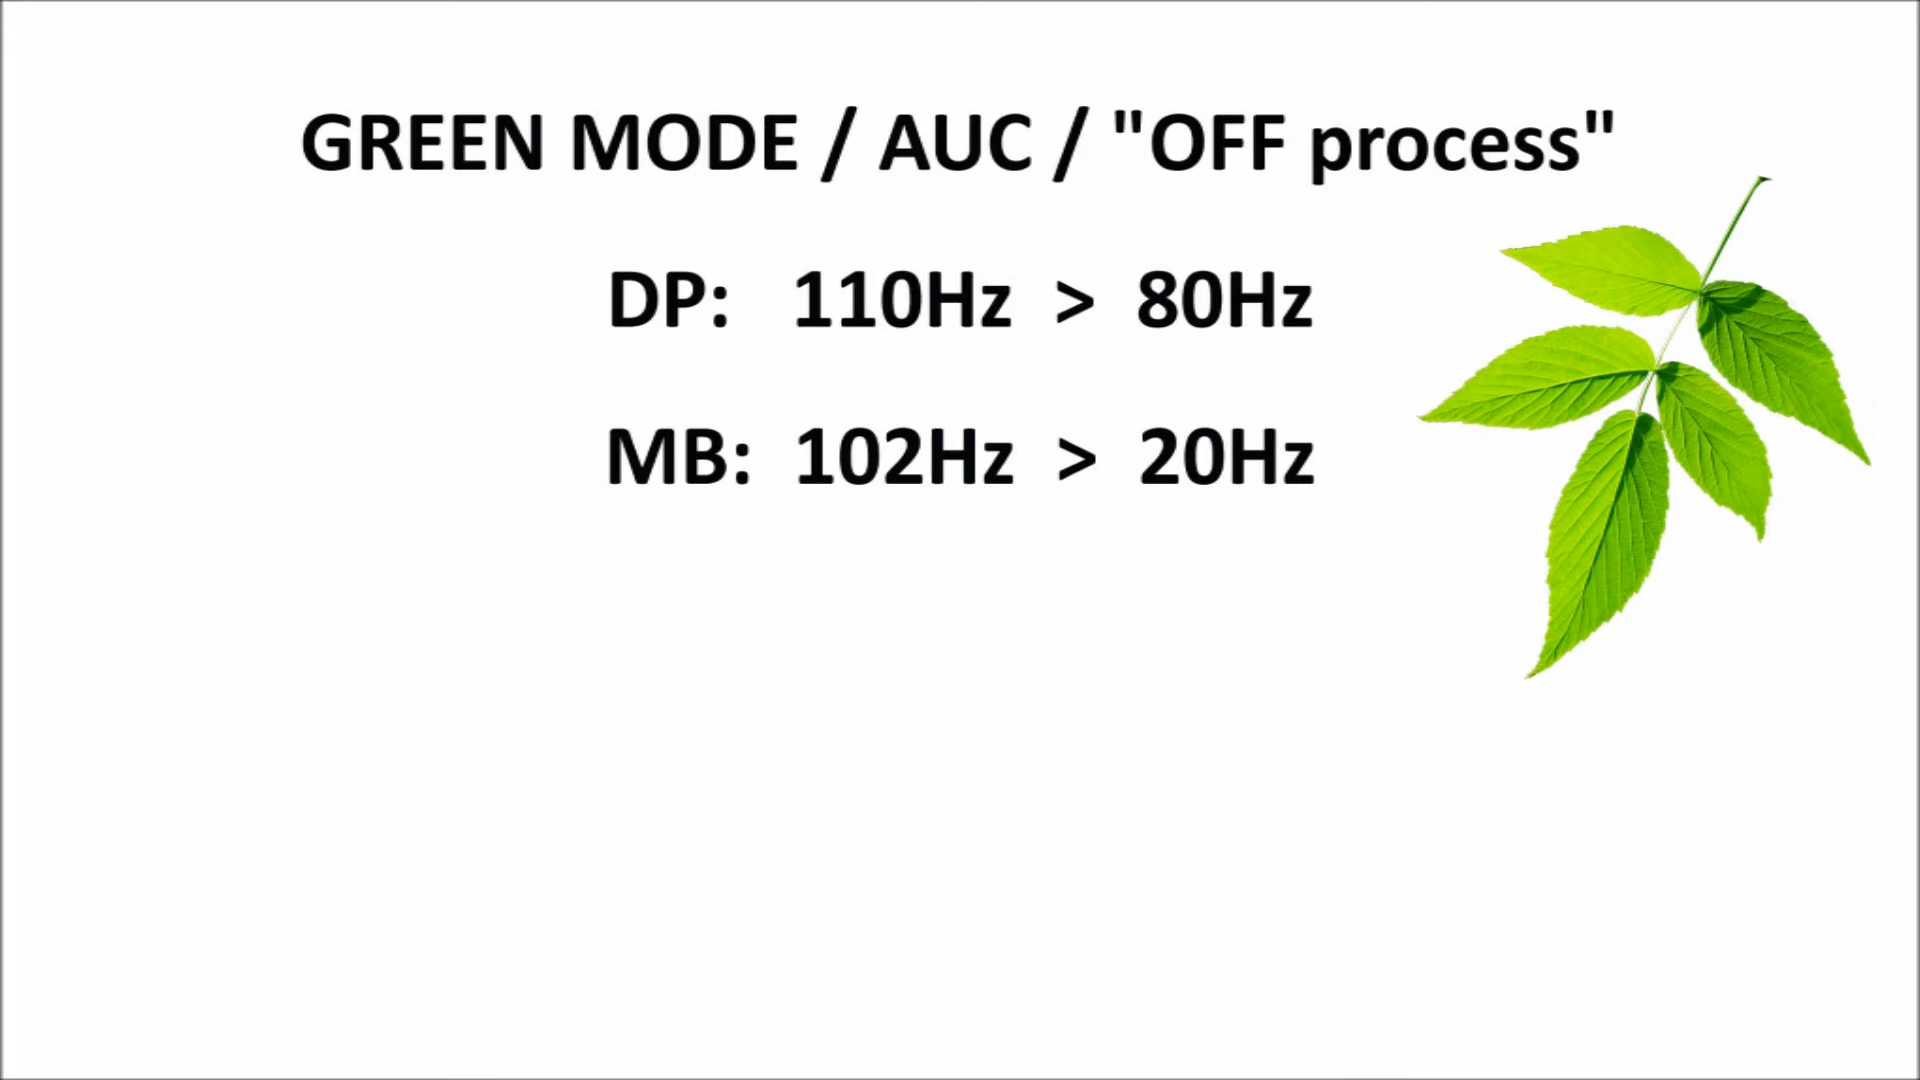 GREEN MODE / AUC / "OFF process"
DP: 110Hz > 80Hz
MB: 102Hz > 20Hz